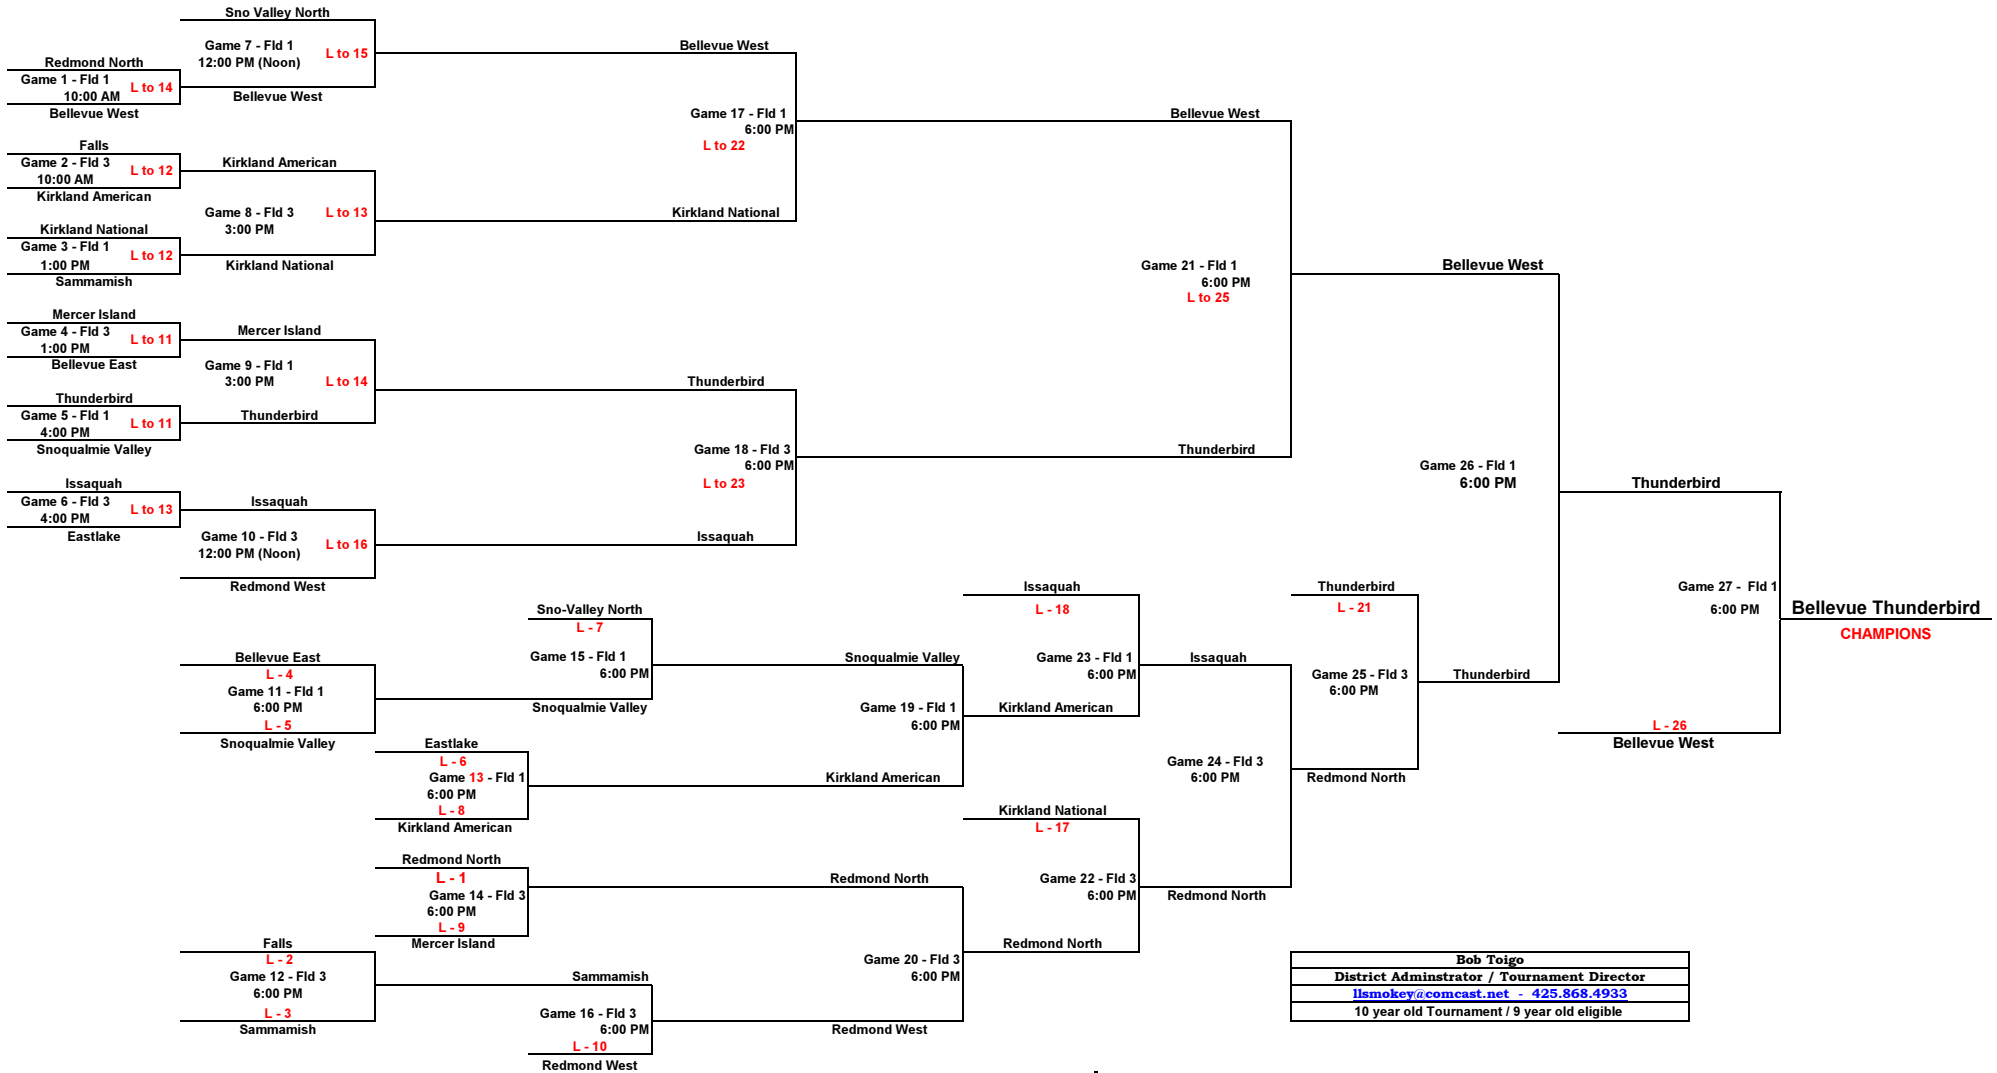 Sno Valley North
Game 7 - Fld 1
12:00 PM (Noon)
L to 15
Bellevue West
Redmond North
Game 1 - Fld 1
10:00 AM
L to 14
Bellevue West
Bellevue West
Game 17 - Fld 1
6:00 PM
L to 22
Bellevue West
Falls
Game 2 - Fld 3
10:00 AM
L to 12
Kirkland American
Kirkland American
Game 8 - Fld 3
3:00 PM
L to 13
Kirkland National
Kirkland National
Game 3 - Fld 1
1:00 PM
L to 12
Sammamish
Kirkland National
Game 21 - Fld 1
6:00 PM
L to 25
Bellevue West
Mercer Island
Game 4 - Fld 3
1:00 PM
L to 11
Bellevue East
Mercer Island
Game 9 - Fld 1
3:00 PM
L to 14
Thunderbird
Thunderbird
Thunderbird
Game 5 - Fld 1
4:00 PM
L to 11
Snoqualmie Valley
Game 18 - Fld 3
6:00 PM
L to 23
Thunderbird
Game 26 - Fld 1
6:00 PM
Thunderbird
Issaquah
Game 6 - Fld 3
4:00 PM
L to 13
Eastlake
Issaquah
Game 10 - Fld 3
12:00 PM (Noon)
L to 16
Redmond West
Issaquah
Issaquah
L - 18
Thunderbird
L - 21
Game 27 - Fld 1
6:00 PM
Bellevue Thunderbird
CHAMPIONS
Sno-Valley North
L - 7
Game 15 - Fld 1
6:00 PM
Snoqualmie Valley
Bellevue East
L - 4
Game 11 - Fld 1
6:00 PM
L - 5
Snoqualmie Valley
Snoqualmie Valley
Game 19 - Fld 1
6:00 PM
Game 23 - Fld 1
6:00 PM
Kirkland American
Issaquah
Game 25 - Fld 3
6:00 PM
Thunderbird
L - 26
Bellevue West
Eastlake
L - 6
Game 13 - Fld 1
6:00 PM
L - 8
Kirkland American
Kirkland American
Game 24 - Fld 3
6:00 PM
Redmond North
Kirkland National
L - 17
Redmond North
L - 1
Game 14 - Fld 3
6:00 PM
L - 9
Mercer Island
Redmond North
Game 22 - Fld 3
6:00 PM
Redmond North
Redmond North
Falls
L - 2
Game 12 - Fld 3
6:00 PM
L - 3
Sammamish
Sammamish
Game 16 - Fld 3
6:00 PM
L - 10
Redmond West
Game 20 - Fld 3
6:00 PM
Redmond West
Bob Toigo
District Adminstrator / Tournament Director
llsmokey@comcast.net - 425.868.4933
10 year old Tournament / 9 year old eligible